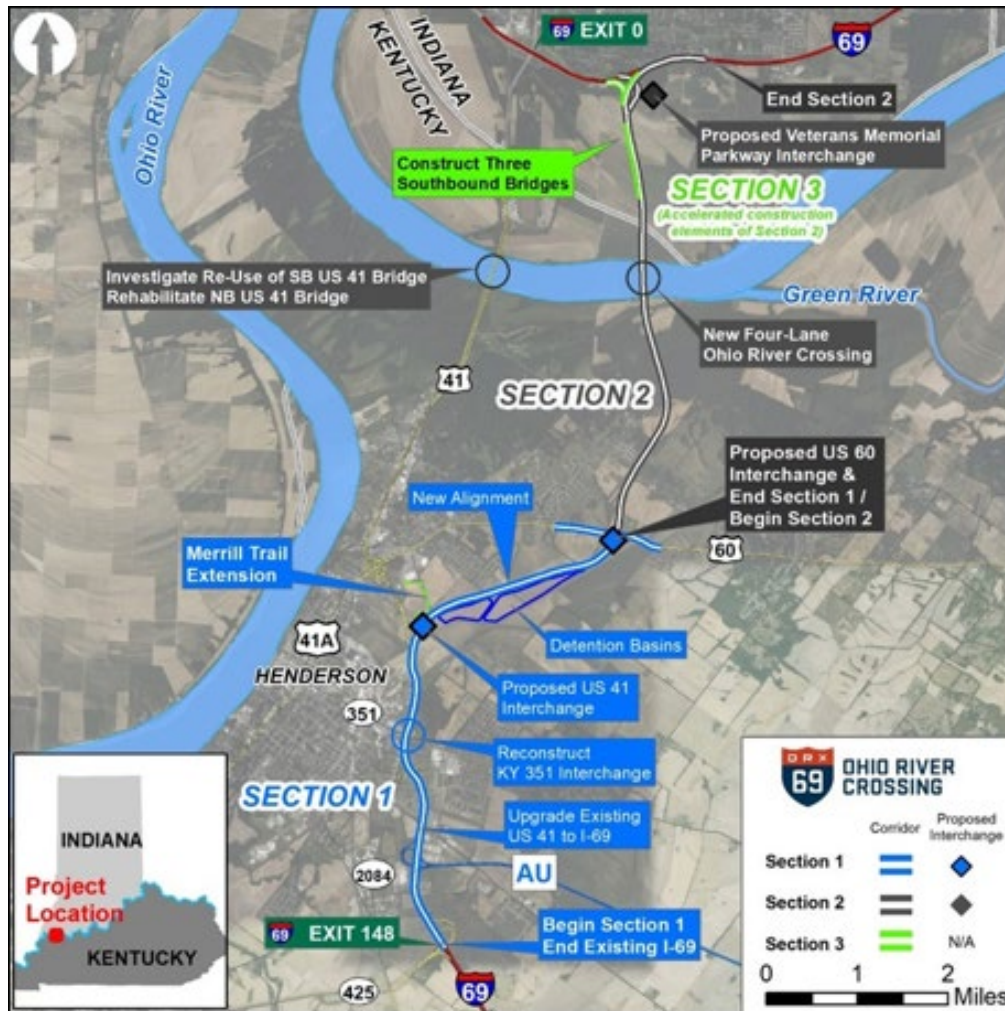 69 EXIT 0
INDIANA
KENTUCKY
69
Ohio River
End Section 2
Proposed Veterans Memorial
Parkway Interchange
Construct Three
Southbound Bridges
SECTION 3
(Accelerated construction
elements of Section 2)
Investigate Re-Use of SB US 41 Bridge
Rehabilitate NB US 41 Bridge
Green River
New Four-Lane
Ohio River Crossing
41
SECTION 2
Proposed US 60
Interchange &
End Section 1 /
Begin Section 2
New Alignment
60
Merrill Trail
Extension
41A
Detention Basins
HENDERSON
Proposed US 41
Interchange
351
Reconstruct
KY 351 Interchange
SECTION 1
Upgrade Existing
US 41 to I-69
2084
AU
Begin Section 1
End Existing I-69
69 EXIT 148
69
425
INDIANA
Project
Location
KENTUCKY
ORX
69
OHIO RIVER
CROSSING
Corridor
Proposed
Interchange
Section 1
Section 2
Section 3
N/A
0 1 2
Miles